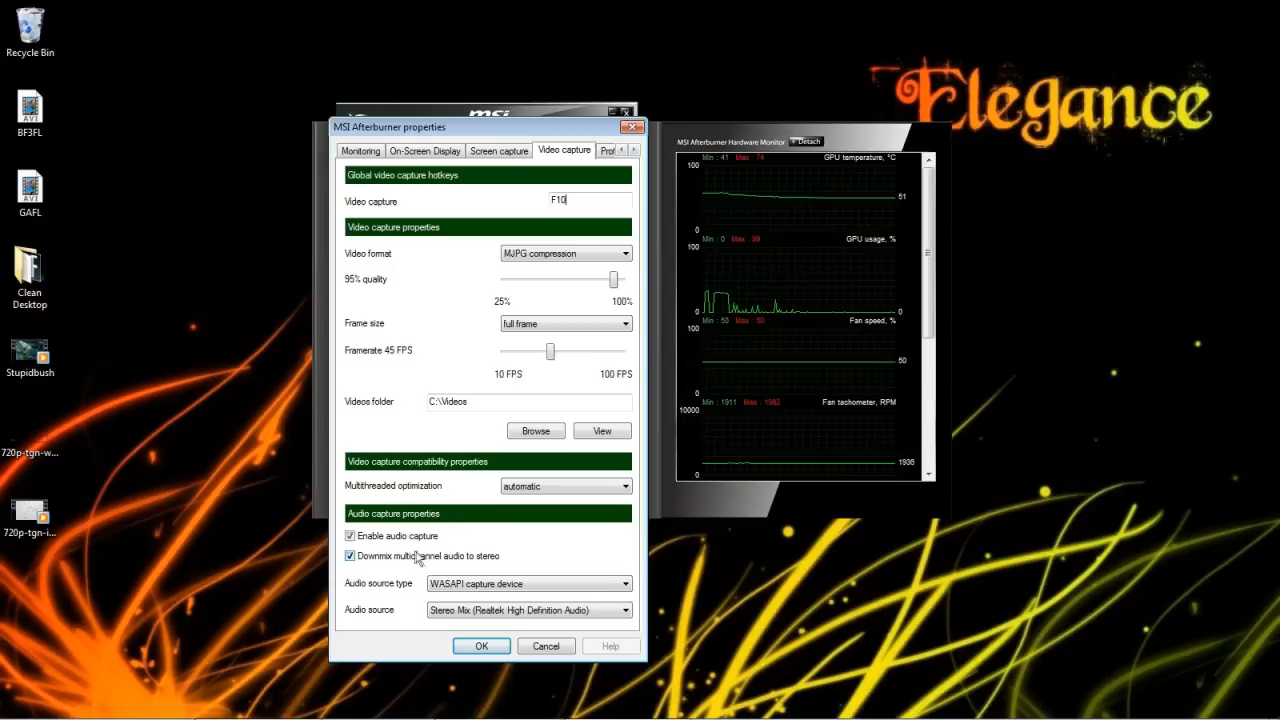 Recycle Bin
BF3FL
GAFL
Clean
Desktop
Stupidbush
720p-tgn-w...
720p-tgn-i...
Elegance
msi
MSI Afterburner properties
Monitoring
On-Screen Display
Screen capture
Video capture
Prof
Global video capture hotkeys
Video capture
F10
Video capture properties
Video format
MJPG compression
95% quality
25%
100%
Frame size
full frame
Framerate 45 FPS
10 FPS
100 FPS
Videos folder
C:\Videos
Browse
View
Video capture compatibility properties
Multithreaded optimization
automatic
Audio capture properties
Enable audio capture
Downmix multichannel audio to stereo
Audio source type
WASAPI capture device
Audio source
Stereo Mix (Realtek High Definition Audio)
OK
Cancel
Help
MSI Afterburner Hardware Monitor
Detach
Min : 41 Max : 74 GPU temperature, °C
100
51
0
Min : 0 Max : 99 GPU usage, %
100
0
0
Min : 50 Max : 50 Fan speed, %
100
50
0
Min : 1911 Max : 1982 Fan tachometer, RPM
10000
1938
0